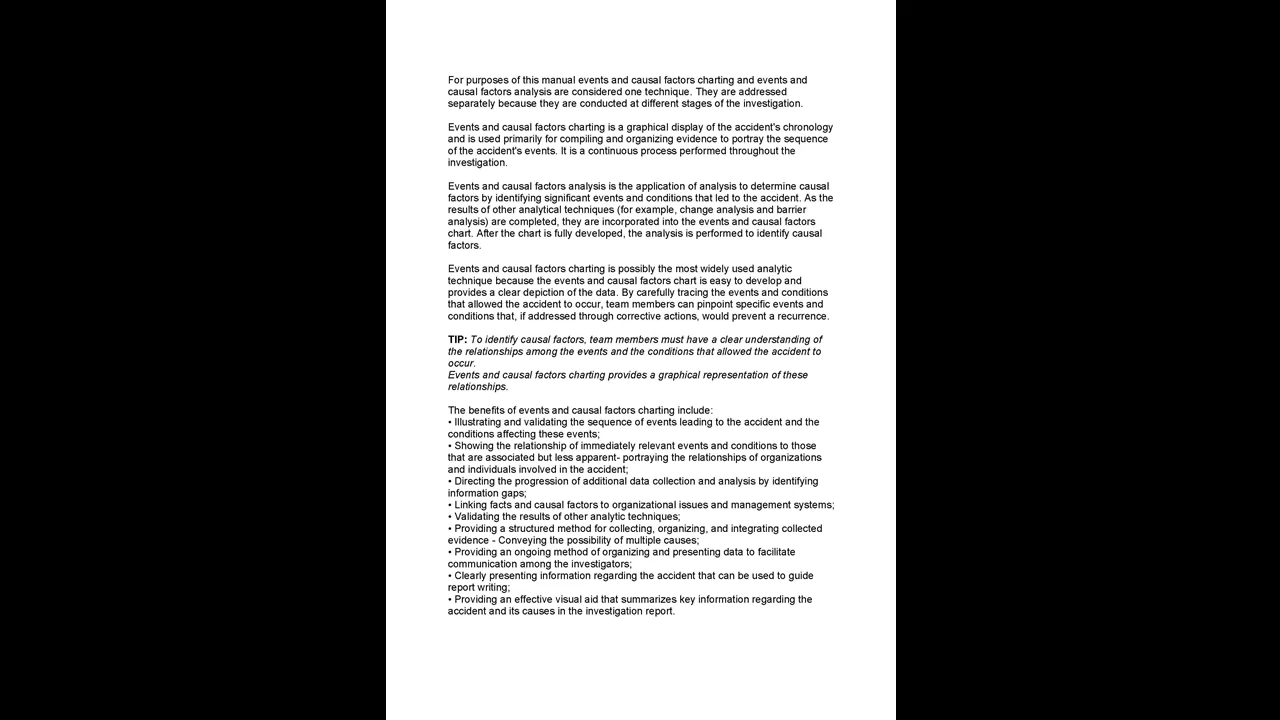 For purposes of this manual events and causal factors charting and events and
causal factors analysis are considered one technique. They are addressed
separately because they are conducted at different stages of the investigation.
Events and causal factors charting is a graphical display of the accident's chronology
and is used primarily for compiling and organizing evidence to portray the sequence
of the accident's events. It is a continuous process performed throughout the
investigation.
Events and causal factors analysis is the application of analysis to determine causal
factors by identifying significant events and conditions that led to the accident. As the
results of other analytical techniques (for example, change analysis and barrier
analysis) are completed, they are incorporated into the events and causal factors
chart. After the chart is fully developed, the analysis is performed to identify causal
factors.
Events and causal factors charting is possibly the most widely used analytic
technique because the events and causal factors chart is easy to develop and
provides a clear depiction of the data. By carefully tracing the events and conditions
that allowed the accident to occur, team members can pinpoint specific events and
conditions that, if addressed through corrective actions, would prevent a recurrence.
TIP: To identify causal factors, team members must have a clear understanding of
the relationships among the events and the conditions that allowed the accident to
occur.
Events and causal factors charting provides a graphical representation of these
relationships.
The benefits of events and causal factors charting include:
• Illustrating and validating the sequence of events leading to the accident and the
conditions affecting these events;
• Showing the relationship of immediately relevant events and conditions to those
that are associated but less apparent- portraying the relationships of organizations
and individuals involved in the accident;
• Directing the progression of additional data collection and analysis by identifying
information gaps;
• Linking facts and causal factors to organizational issues and management systems;
• Validating the results of other analytic techniques;
• Providing a structured method for collecting, organizing, and integrating collected
evidence - Conveying the possibility of multiple causes;
• Providing an ongoing method of organizing and presenting data to facilitate
communication among the investigators;
• Clearly presenting information regarding the accident that can be used to guide
report writing;
• Providing an effective visual aid that summarizes key information regarding the
accident and its causes in the investigation report.